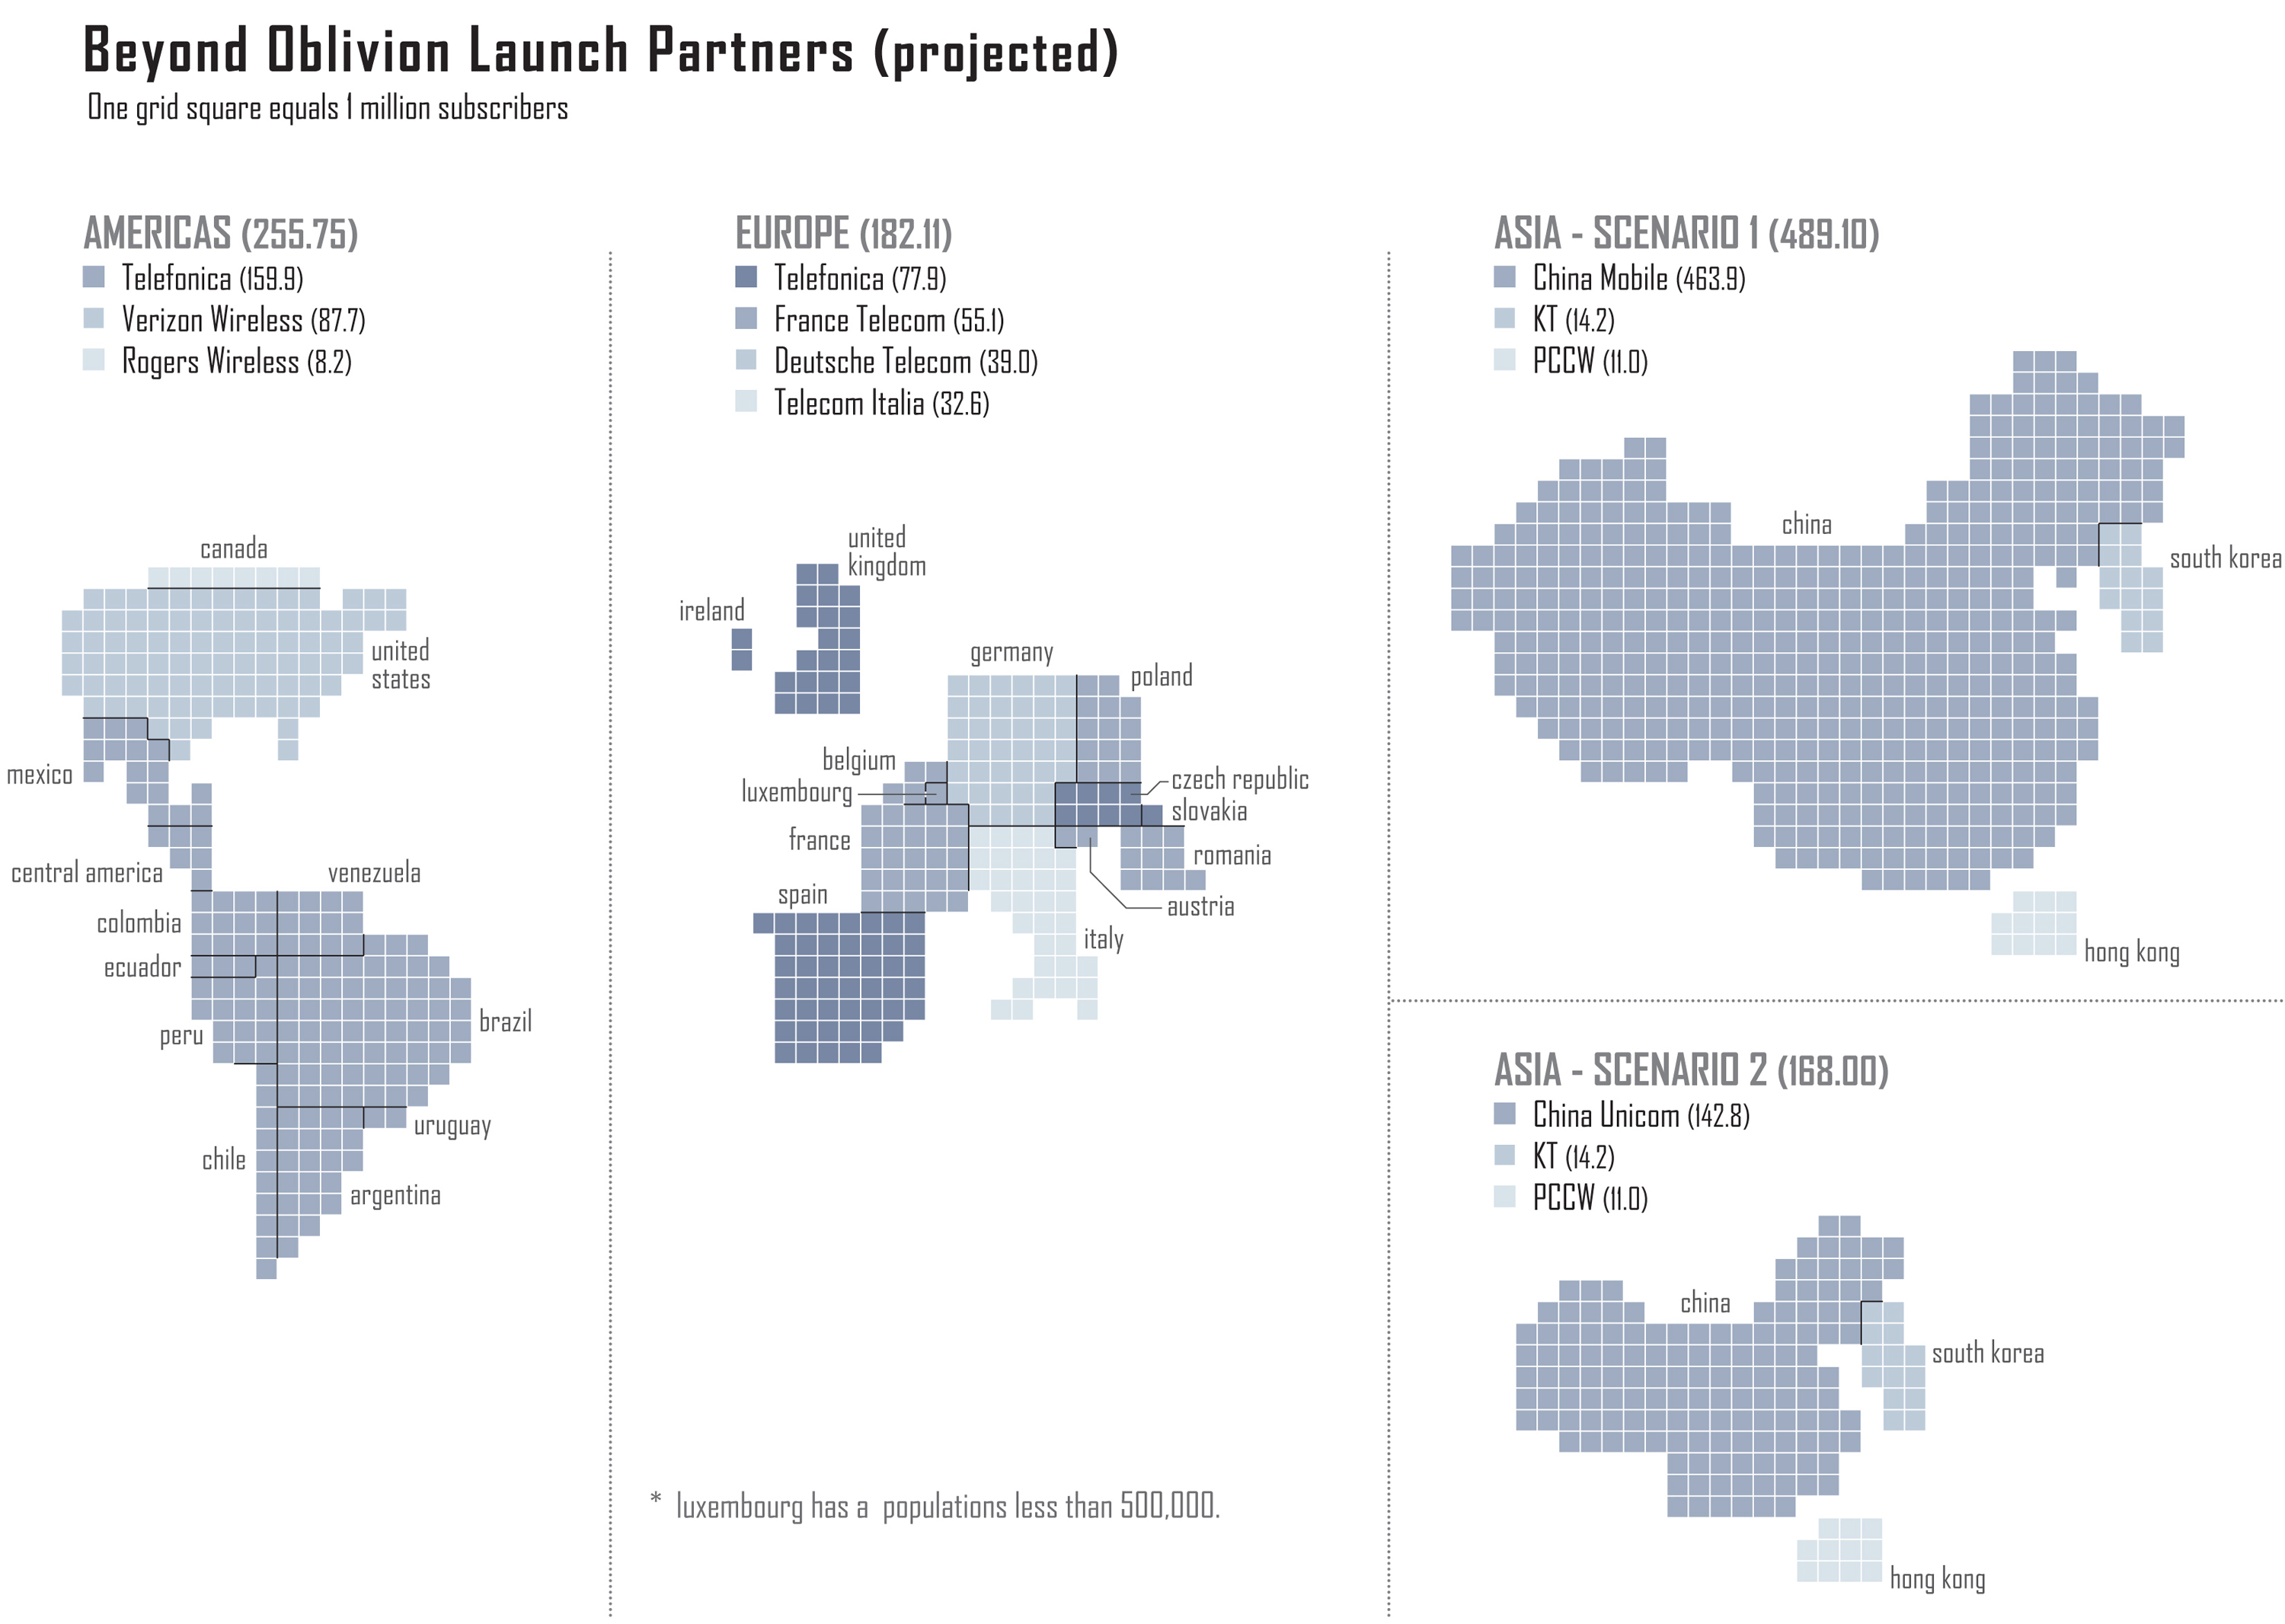 Beyond Oblivion Launch Partners (projected)
One grid square equals 1 million subscribers
AMERICAS (255.75)
Telefonica (159.9)
Verizon Wireless (87.7)
Rogers Wireless (8.2)
canada
united
states
mexico
central america
venezuela
colombia
ecuador
brazil
peru
uruguay
chile
argentina
EUROPE (182.11)
Telefonica (77.9)
France Telecom (55.1)
Deutsche Telecom (39.0)
Telecom Italia (32.6)
united
kingdom
ireland
germany
poland
belgium
luxembourg
czech republic
slovakia
france
romania
spain
austria
italy
* luxembourg has a populations less than 500,000.
ASIA - SCENARIO 1 (489.10)
China Mobile (463.9)
KT (14.2)
PCCW (11.0)
china
south korea
hong kong
ASIA - SCENARIO 2 (168.00)
China Unicom (142.8)
KT (14.2)
PCCW (11.0)
china
south korea
hong kong